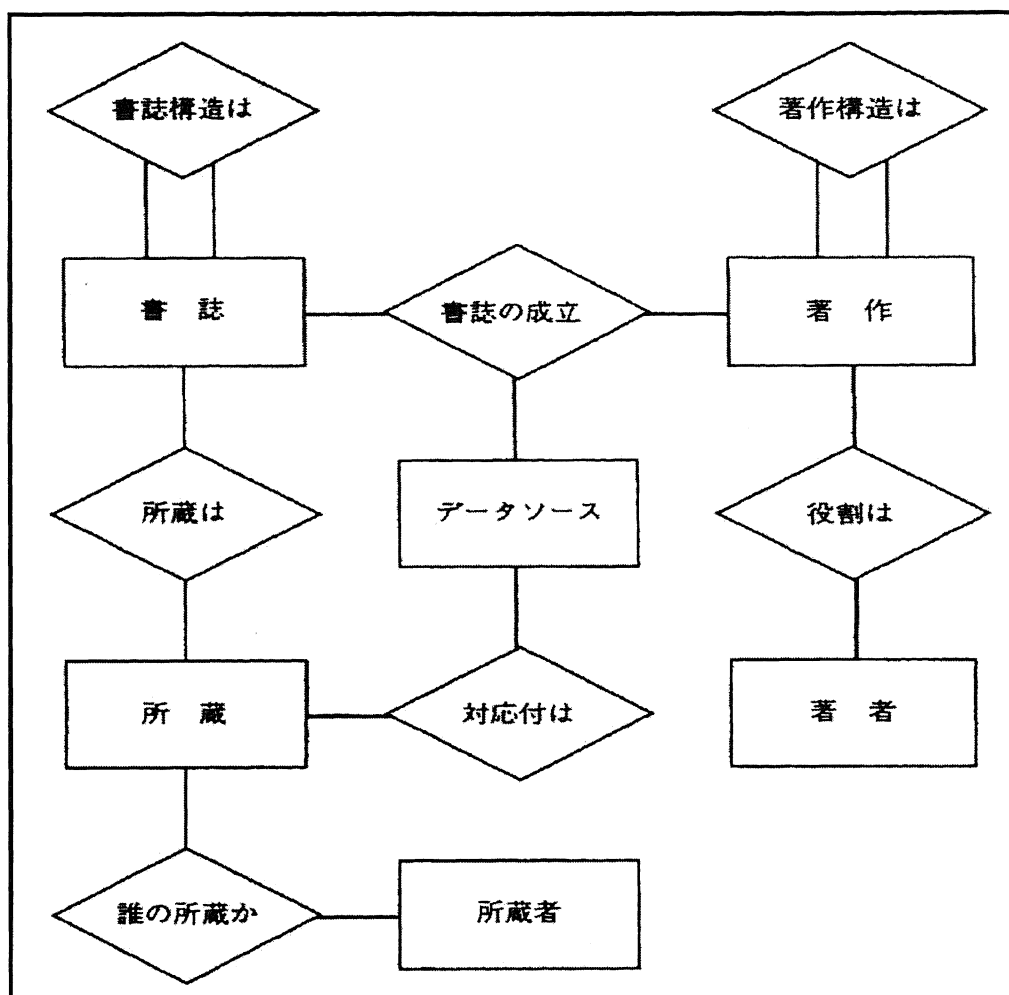 書誌構造は
著作構造は
書誌
書誌の成立
著作
所蔵は
データソース
役割は
所蔵
対応付は
著者
誰の所蔵か
所蔵者